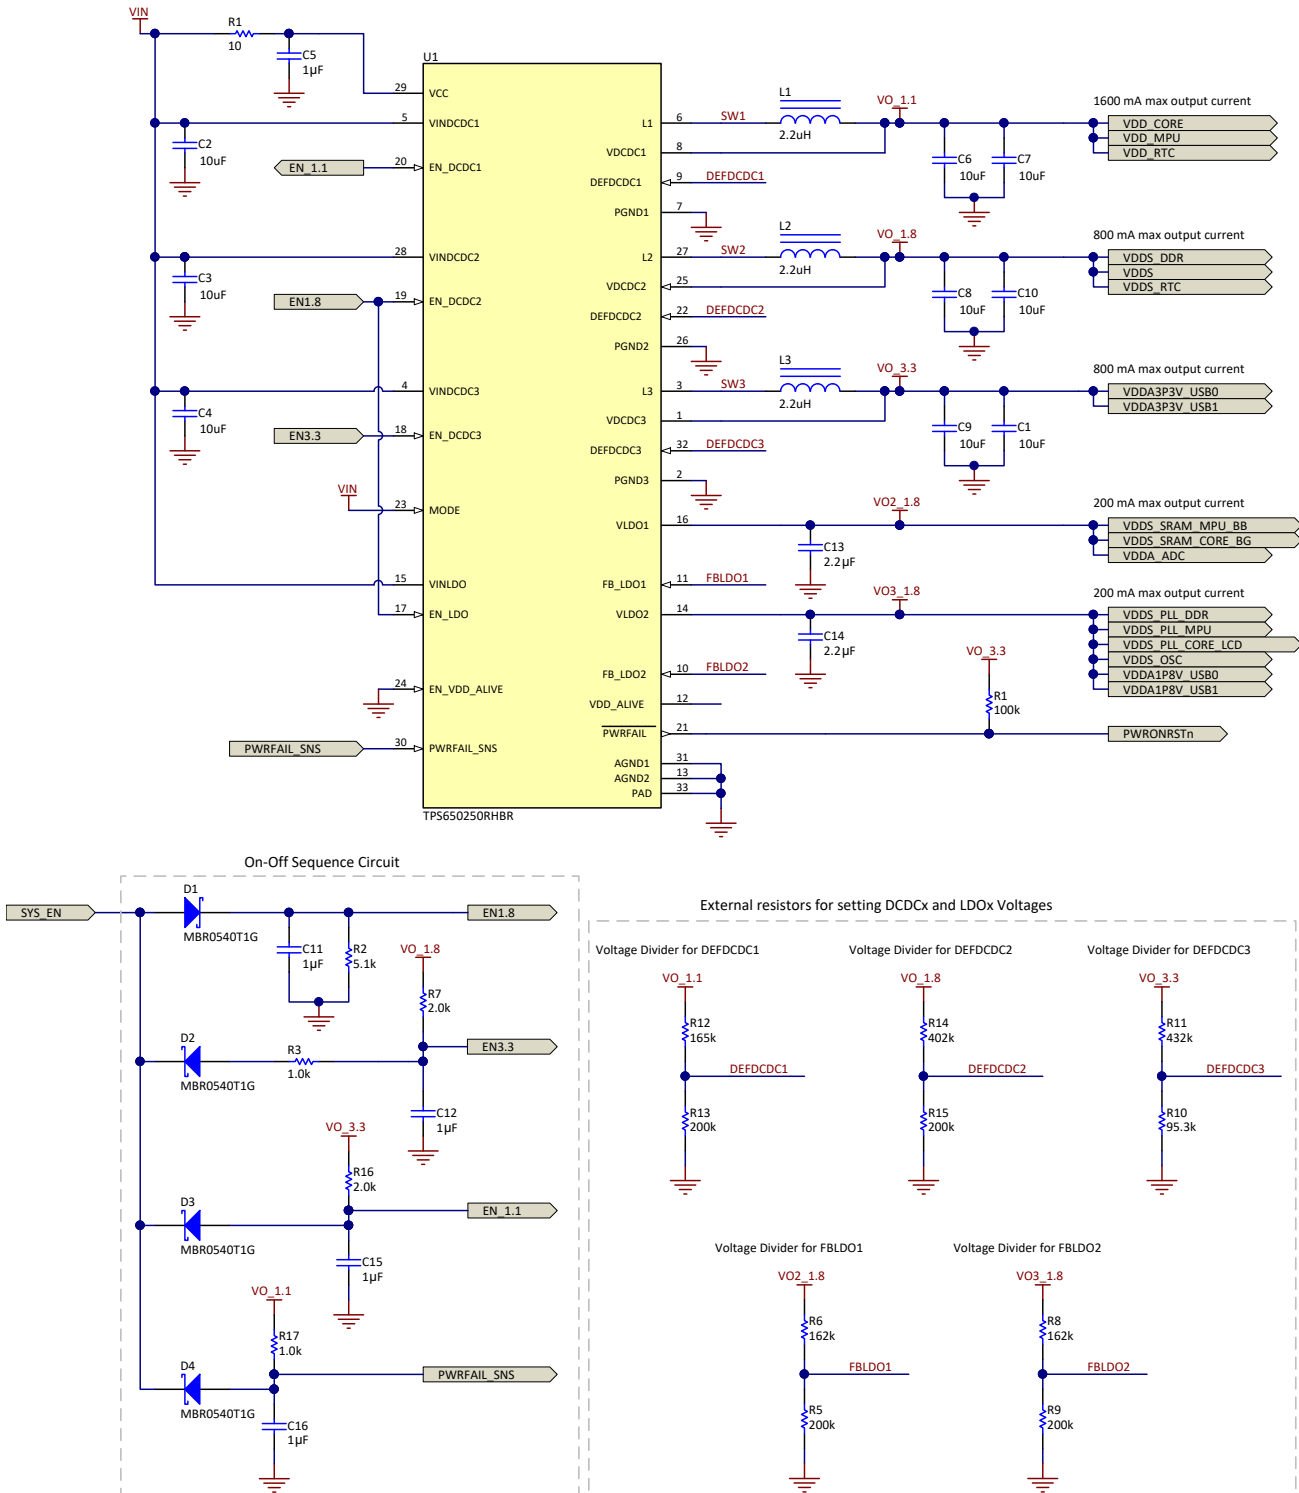 VIN
R1
10
C5
1µF
U1
29
VCC
5
VINDCDC1
C2
10uF
EN_1.1
20
EN_DCDC1
28
VINDCDC2
C3
10uF
EN1.8
19
EN_DCDC2
4
VINDCDC3
C4
10uF
EN3.3
18
EN_DCDC3
VIN
23
MODE
15
VINLDO
17
EN_LDO
24
EN_VDD_ALIVE
PWRFAIL_SNS
30
PWRFAIL_SNS
TPS650250RHBR
L1
6
SW1
L1
2.2uH
VO_1.1
VDCDC1
8
DEFDCDC1
9
DEFDCDC1
PGND1
7
C6
10uF
C7
10uF
1600 mA max output current
VDD_CORE
VDD_MPU
VDD_RTC
L2
27
SW2
L2
2.2uH
VO_1.8
VDCDC2
25
DEFDCDC2
22
DEFDCDC2
PGND2
26
C8
10uF
C10
10uF
800 mA max output current
VDDS_DDR
VDDS
VDDS_RTC
L3
3
SW3
L3
2.2uH
VO_3.3
VDCDC3
1
DEFDCDC3
32
DEFDCDC3
PGND3
2
C9
10uF
C1
10uF
800 mA max output current
VDDA3P3V_USB0
VDDA3P3V_USB1
VLDO1
16
VO2_1.8
C13
2.2µF
200 mA max output current
VDDS_SRAM_MPU_BB
VDDS_SRAM_CORE_BG
VDDA_ADC
FB_LDO1
11
FBLDO1
VLDO2
14
VO3_1.8
C14
2.2µF
200 mA max output current
VDDS_PLL_DDR
VDDS_PLL_MPU
VDDS_PLL_CORE_LCD
VDDS_OSC
VDDA1P8V_USB0
VDDA1P8V_USB1
FB_LDO2
10
FBLDO2
VDD_ALIVE
12
VO_3.3
R1
100k
PWRFAIL
21
PWRONRSTn
AGND1
31
AGND2
13
PAD
33
On-Off Sequence Circuit
SYS_EN
D1
MBR0540T1G
C11
1µF
R2
5.1k
EN1.8
VO_1.8
R7
2.0k
D2
MBR0540T1G
R3
1.0k
EN3.3
C12
1µF
VO_3.3
R16
2.0k
D3
MBR0540T1G
EN_1.1
C15
1µF
VO_1.1
R17
1.0k
D4
MBR0540T1G
PWRFAIL_SNS
C16
1µF
External resistors for setting DCDCx and LDOx Voltages
Voltage Divider for DEFDCDC1
VO_1.1
R12
165k
DEFDCDC1
R13
200k
Voltage Divider for DEFDCDC2
VO_1.8
R14
402k
DEFDCDC2
R15
200k
Voltage Divider for DEFDCDC3
VO_3.3
R11
432k
DEFDCDC3
R10
95.3k
Voltage Divider for FBLDO1
VO2_1.8
R6
162k
FBLDO1
R5
200k
Voltage Divider for FBLDO2
VO3_1.8
R8
162k
FBLDO2
R9
200k